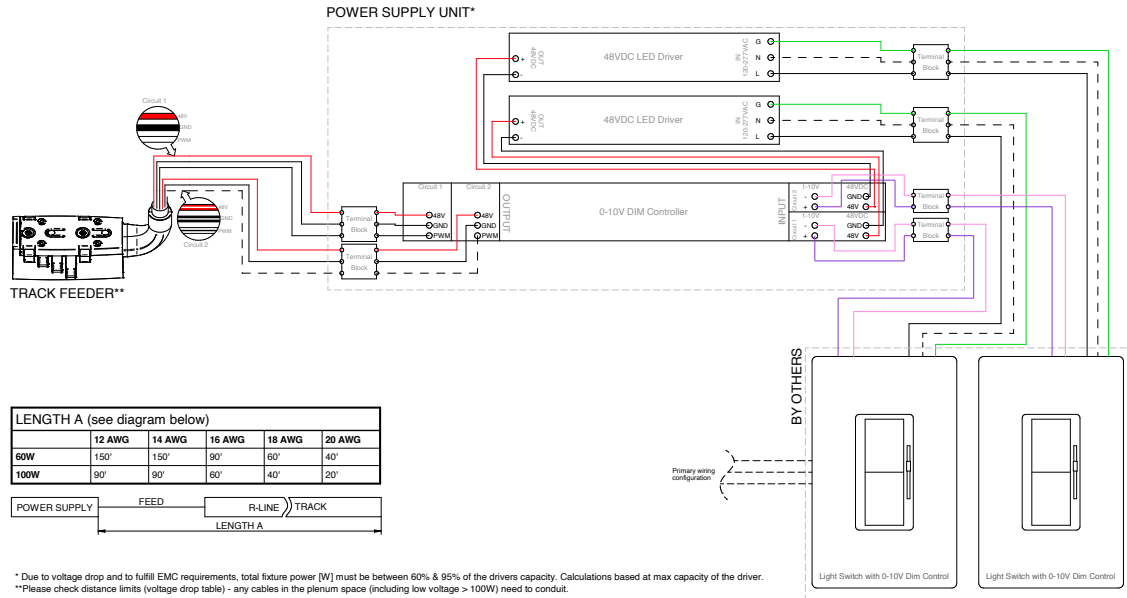 POWER SUPPLY UNIT*
48VDC LED Driver
+
-
OUT
48VDC
IN
120-277VAC
G
N
L
Terminal
Block
48VDC LED Driver
+
-
OUT
48VDC
IN
120-277VAC
G
N
L
Terminal
Block
Circuit 1
48V
GND
PWM
48V
GND
PWM
Circuit 2
TRACK FEEDER**
Terminal
Block
Terminal
Block
Circuit 1
48V
GND
PWM
Circuit 2
48V
GND
PWM
OUTPUT
0-10V DIM Controller
INPUT
Circuit 2
1-10V
-
+
48VDC
GND
48V
Circuit 1
1-10V
-
+
48VDC
GND
48V
Terminal
Block
Terminal
Block
BY OTHERS
Primary wiring
configuration
Light Switch with 0-10V Dim Control
Light Switch with 0-10V Dim Control
LENGTH A (see diagram below)
12 AWG 14 AWG 16 AWG 18 AWG 20 AWG
60W 150' 150' 90' 60' 40'
100W 90' 90' 60' 40' 20'
POWER SUPPLY FEED R-LINE TRACK
LENGTH A
* Due to voltage drop and to fulfill EMC requirements, total fixture power [W] must be between 60% & 95% of the drivers capacity. Calculations based at max capacity of the driver.
**Please check distance limits (voltage drop table) - any cables in the plenum space (including low voltage > 100W) need to conduit.